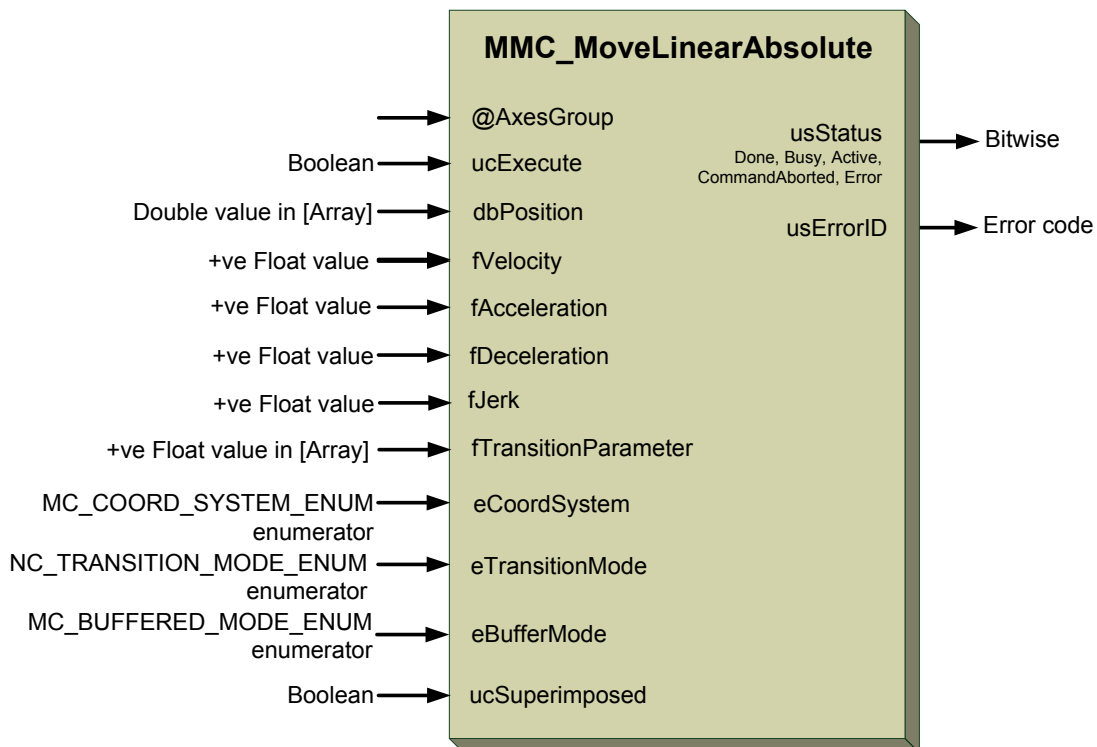 MMC_MoveLinearAbsolute
@AxesGroup
Boolean
ucExecute
Double value in [Array]
dbPosition
+ve Float value
fVelocity
+ve Float value
fAcceleration
+ve Float value
fDeceleration
+ve Float value
fJerk
+ve Float value in [Array]
fTransitionParameter
MC_COORD_SYSTEM_ENUM
enumerator
eCoordSystem
NC_TRANSITION_MODE_ENUM
enumerator
eTransitionMode
MC_BUFFERED_MODE_ENUM
enumerator
eBufferMode
Boolean
ucSuperimposed
usStatus
Done, Busy, Active,
CommandAborted, Error
Bitwise
usErrorID
Error code